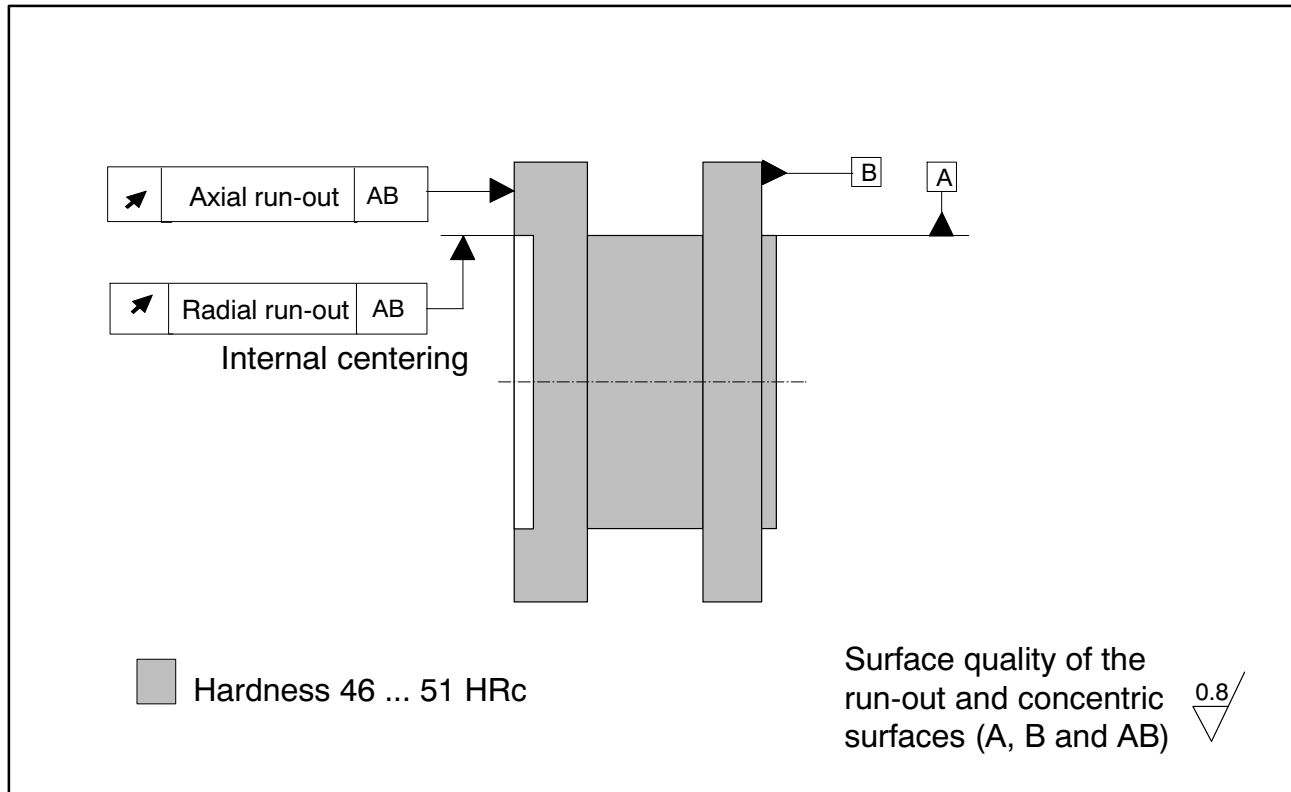 B
A
Axial run-out AB
Radial run-out AB
Internal centering
Hardness 46 ... 51 HRc
Surface quality of the
run-out and concentric
surfaces (A, B and AB)
0.8